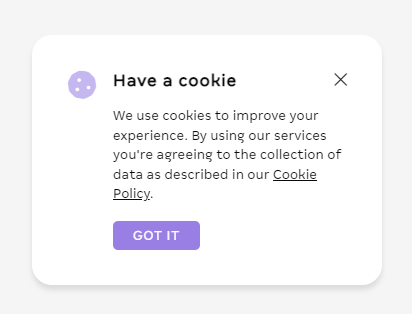 Have a cookie
We use cookies to improve your
experience. By using our services
you're agreeing to the collection of
data as described in our Cookie
Policy.
GOT IT